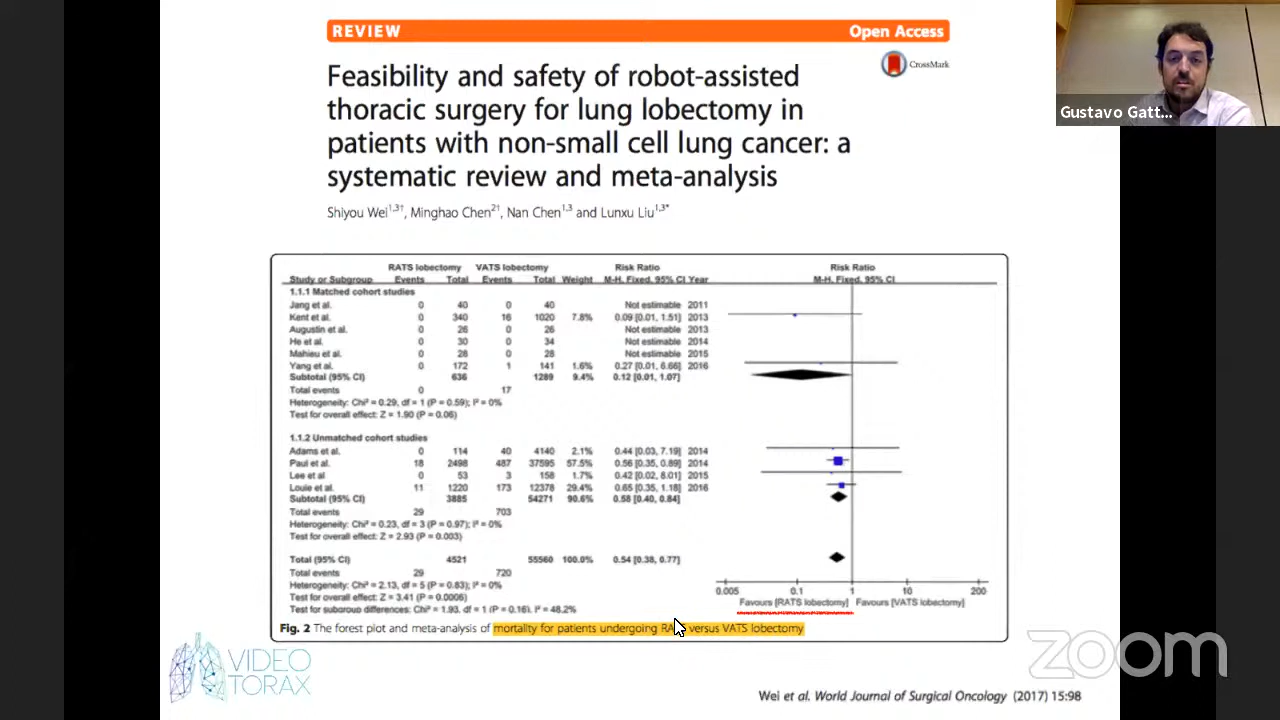 REVIEW Open Access
CrossMark
Feasibility and safety of robot-assisted
thoracic surgery for lung lobectomy in
patients with non-small cell lung cancer: a
systematic review and meta-analysis
Shiyou Wei1,3†, Minghao Chen2†, Nan Chen1,3 and Lunxu Liu1,3*
Gustavo Gatt...
RATS lobectomy VATS lobectomy Risk Ratio Risk Ratio
Study or Subgroup Events Total Events Total Weight M-H. Fixed. 95% CI Year M-H. Fixed. 95% CI
1.1.1 Matched cohort studies
Jang et al. 0 40 0 40 Not estimable 2011
Kent et al. 0 340 16 1020 7.8% 0.09 [0.01, 1.51] 2013
Augustin et al. 0 26 0 26 Not estimable 2013
He et al. 0 30 0 34 Not estimable 2014
Mahieu et al. 0 28 0 28 Not estimable 2015
Yang et al. 0 172 1 141 1.6% 0.27 [0.01, 6.66] 2016
Subtotal (95% CI) 636 1289 9.4% 0.12 [0.01, 1.07]
Total events 0 17
Heterogeneity: Chi² = 0.29, df = 1 (P = 0.59); I² = 0%
Test for overall effect: Z = 1.90 (P = 0.06)
1.1.2 Unmatched cohort studies
Adams et al. 0 114 40 4140 2.1% 0.44 [0.03, 7.19] 2014
Paul et al. 18 2498 487 37595 57.5% 0.56 [0.35, 0.89] 2014
Lee et al. 0 53 3 158 1.7% 0.42 [0.02, 8.01] 2015
Louie et al. 11 1220 173 12378 29.4% 0.65 [0.35, 1.18] 2016
Subtotal (95% CI) 3885 54271 90.6% 0.58 [0.40, 0.84]
Total events 29 703
Heterogeneity: Chi² = 0.23, df = 3 (P = 0.97); I² = 0%
Test for overall effect: Z = 2.93 (P = 0.003)
Total (95% CI) 4521 55560 100.0% 0.54 [0.38, 0.77]
Total events 29 720
Heterogeneity: Chi² = 2.13, df = 5 (P = 0.83); I² = 0%
Test for overall effect: Z = 3.41 (P = 0.0006)
Test for subgroup differences: Chi² = 1.93, df = 1 (P = 0.16), I² = 48.2%
0.005 0.1 1 10 200
Favours [RATS lobectomy] Favours [VATS lobectomy]
Fig. 2 The forest plot and meta-analysis of mortality for patients undergoing versus VATS lobectomy
VIDEO
TORAX
zoom
Wei et al. World Journal of Surgical Oncology (2017) 15:98